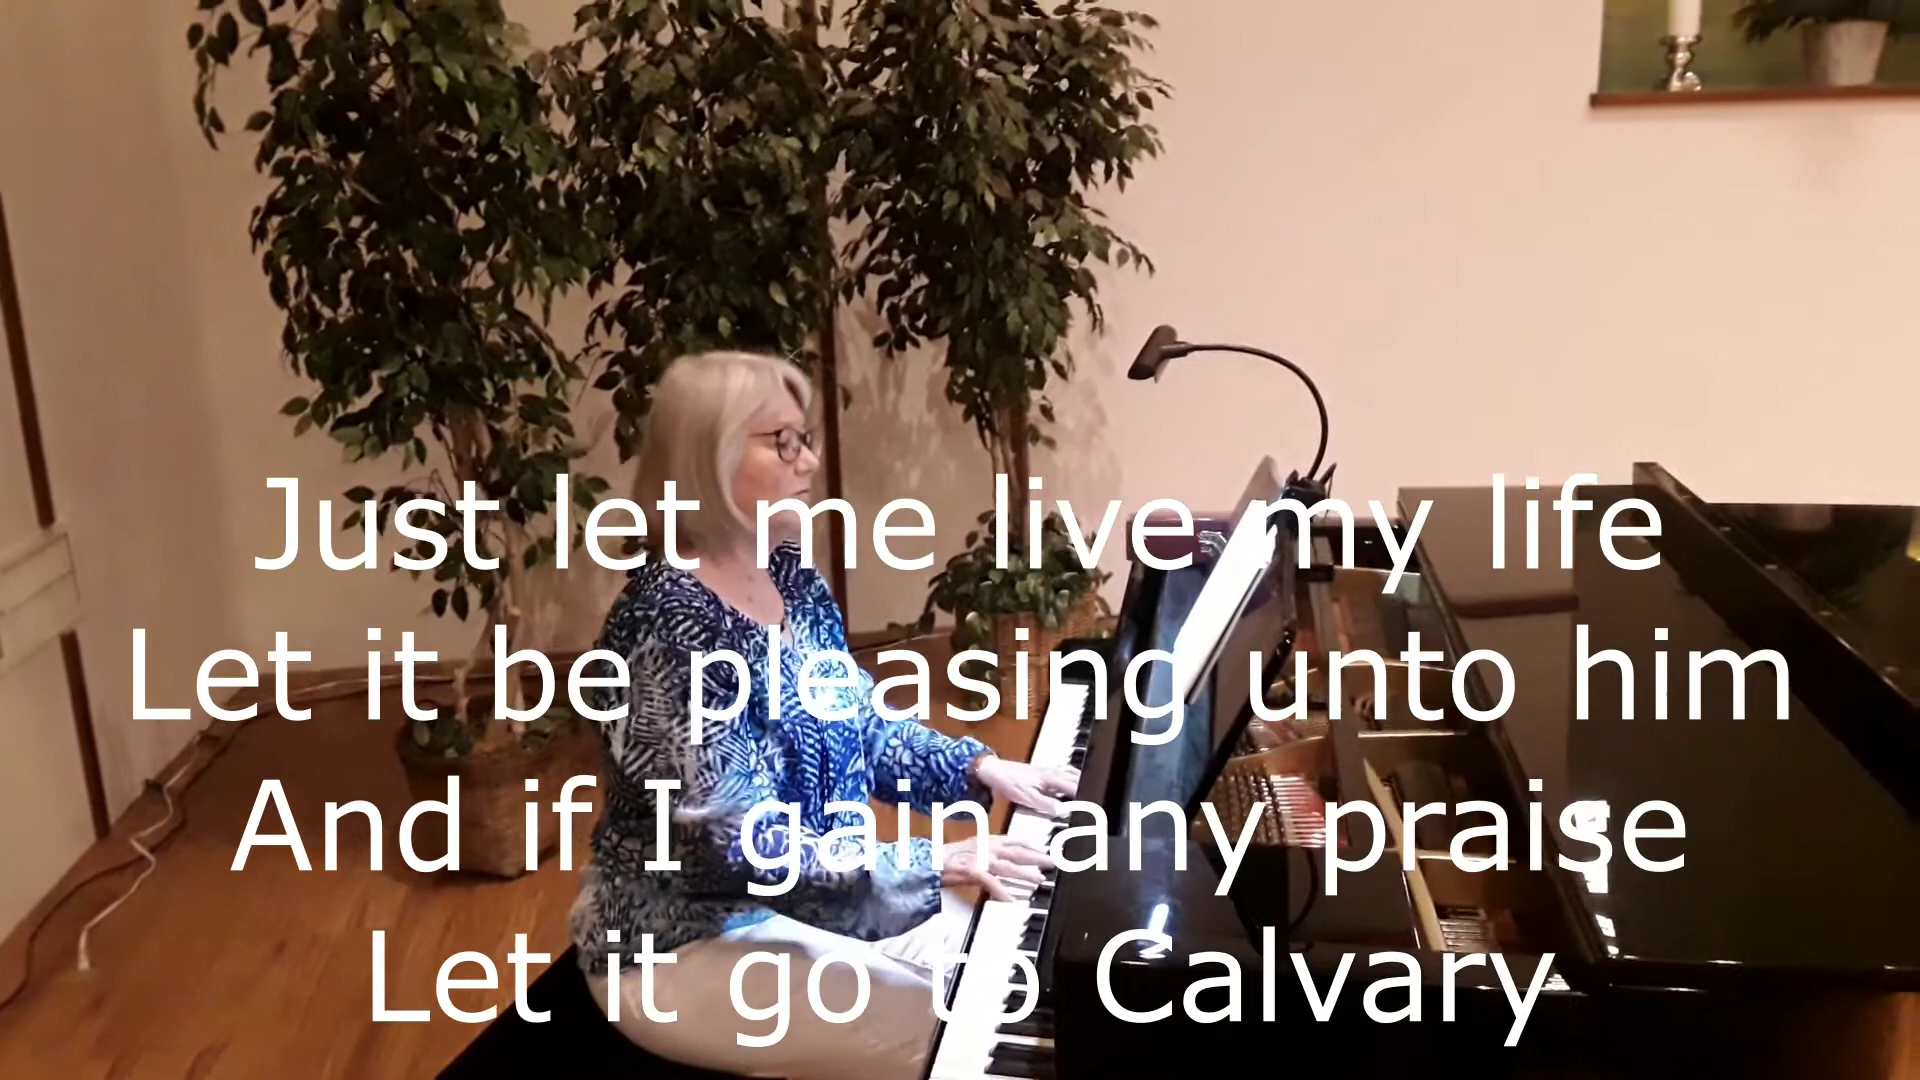 Just let me live my life
Let it be pleasing unto him
And if I gain any praise
Let it go to Calvary